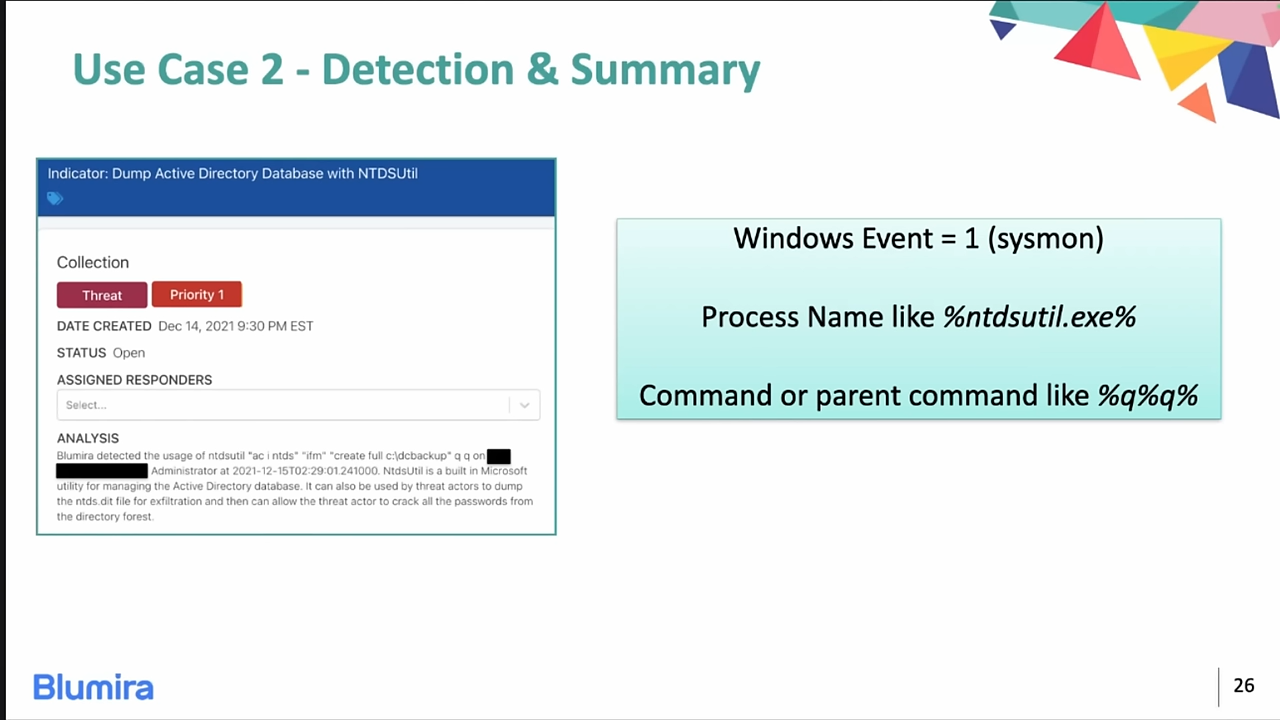 Use Case 2 - Detection & Summary
Indicator: Dump Active Directory Database with NTDSUtil
Collection
Threat
Priority 1
DATE CREATED Dec 14, 2021 9:30 PM EST
STATUS Open
ASSIGNED RESPONDERS
Select...
ANALYSIS
Blumira detected the usage of ntdsutil "ac i ntds" "ifm" "create full c:\dcbackup" q q on
Administrator at 2021-12-15T02:29:01.241000. NtdsUtil is a built in Microsoft
utility for managing the Active Directory database. It can also be used by threat actors to dump
the ntds.dit file for exfiltration and then can allow the threat actor to crack all the passwords from
the directory forest.
Windows Event = 1 (sysmon)
Process Name like %ntdsutil.exe%
Command or parent command like %q%q%
Blumira
26